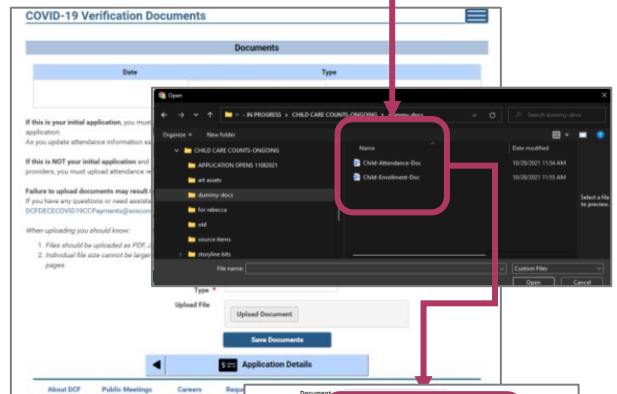 COVID-19 Verification Documents
Documents
Date Type
If this is your initial application, you must
application.
As you update attendance information
If this is NOT your initial application and
providers, you must upload attendance
Failure to upload documents may result
If you have any questions or need
DCFDECECOVID19CCPayments@wiscon
When uploading you should know:
1. Files should be uploaded as PDF,
2. Individual file size cannot be larger
pages.
Open
- IN PROGRESS › CHILD CARE COUNTS-ONGOING › dummy-docs
Search dummy-docs
Organize New folder
CHILD CARE COUNTS-ONGOING
APPLICATION OPENS 11082021
art assets
dummy-docs
for rebecca
old
source items
storyline bits
Name Date modified
Child-Attendance-Doc 10/28/2021 11:54 AM
Child-Enrollment-Doc 10/28/2021 11:55 AM
Select a file
to preview.
File name: Custom Files
Open Cancel
Type *
Upload File
Upload Document
Save Documents
Application Details
About DCF Public Meetings Careers
Document